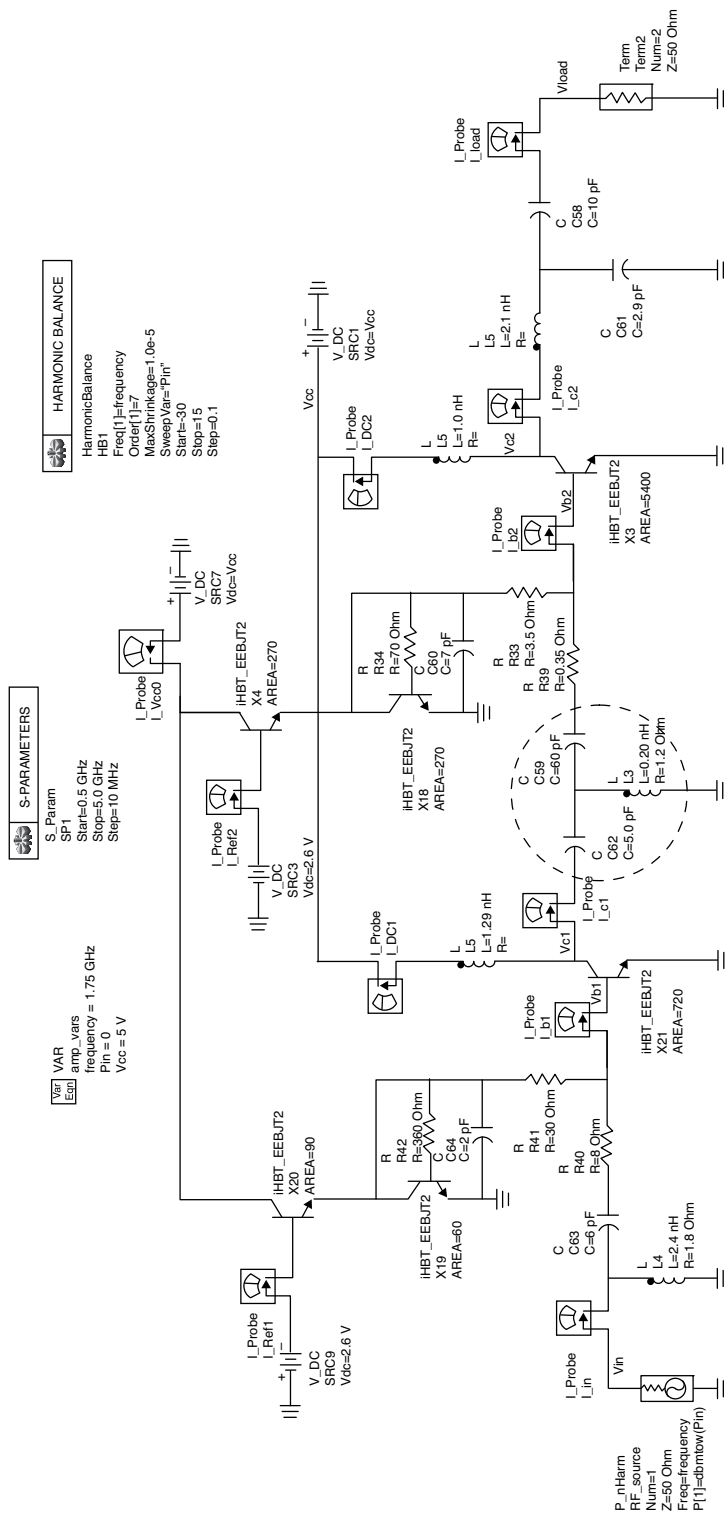 Var
Eqn
VAR
amp_vars
frequency = 1.75 GHz
Pin = 0
Vcc = 5 V
S-PARAMETERS
S_Param
SP1
Start=0.5 GHz
Stop=5.0 GHz
Step=10 MHz
HARMONIC BALANCE
HarmonicBalance
HB1
Freq[1]=frequency
Order[1]=7
MaxShrinkage=1.0e-5
SweepVar="Pin"
Start=-30
Stop=15
Step=0.1
I_Probe
I_Vcc0
+
–
V_DC
SRC7
Vdc=Vcc
I_Probe
I_Ref1
+
–
V_DC
SRC9
Vdc=2.6 V
iHBT_EEBJT2
X20
AREA=90
I_Probe
I_Ref2
V_DC
SRC3
Vdc=2.6 V
iHBT_EEBJT2
X4
AREA=270
Vcc
+
–
V_DC
SRC1
Vdc=Vcc
R
R42
R=360 Ohm
C
C64
C=2 pF
iHBT_EEBJT2
X19
AREA=60
R
R41
R=30 Ohm
I_Probe
I_DC1
L
L5
L=1.29 nH
R=
R
R34
R=70 Ohm
C
C60
C=7 pF
iHBT_EEBJT2
X18
AREA=270
R
R33
R=3.5 Ohm
R
R39
R=0.35 Ohm
I_Probe
I_DC2
L
L5
L=1.0 nH
R=
P_nHarm
RF_source
Num=1
Z=50 Ohm
Freq=frequency
P[1]=dbmtow(Pin)
Vin
I_Probe
I_in
L
L4
L=2.4 nH
R=1.8 Ohm
C
C63
C=6 pF
R
R40
R=8 Ohm
I_Probe
I_b1
Vb1
iHBT_EEBJT2
X21
AREA=720
Vc1
I_Probe
I_c1
C
C62
C=5.0 pF
L
L3
L=0.20 nH
R=1.2 Ohm
C
C59
C=60 pF
I_Probe
I_b2
Vb2
iHBT_EEBJT2
X3
AREA=5400
Vc2
I_Probe
I_c2
L
L5
L=2.1 nH
R=
C
C61
C=2.9 pF
C
C58
C=10 pF
I_Probe
I_load
Vload
Term
Term2
Num=2
Z=50 Ohm